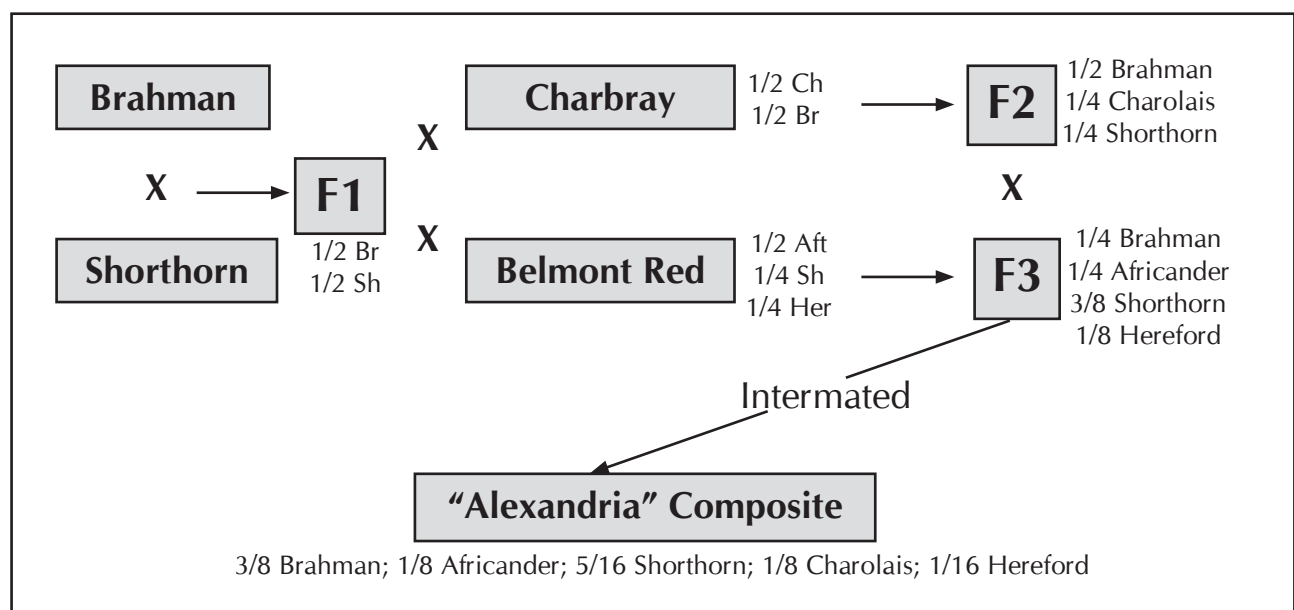 Brahman
X
Shorthorn
F1
1/2 Br
1/2 Sh
X
X
Charbray
1/2 Ch
1/2 Br
F2
1/2 Brahman
1/4 Charolais
1/4 Shorthorn
X
Belmont Red
1/2 Aft
1/4 Sh
1/4 Her
F3
1/4 Brahman
1/4 Africander
3/8 Shorthorn
1/8 Hereford
Intermated
“Alexandria” Composite
3/8 Brahman; 1/8 Africander; 5/16 Shorthorn; 1/8 Charolais; 1/16 Hereford